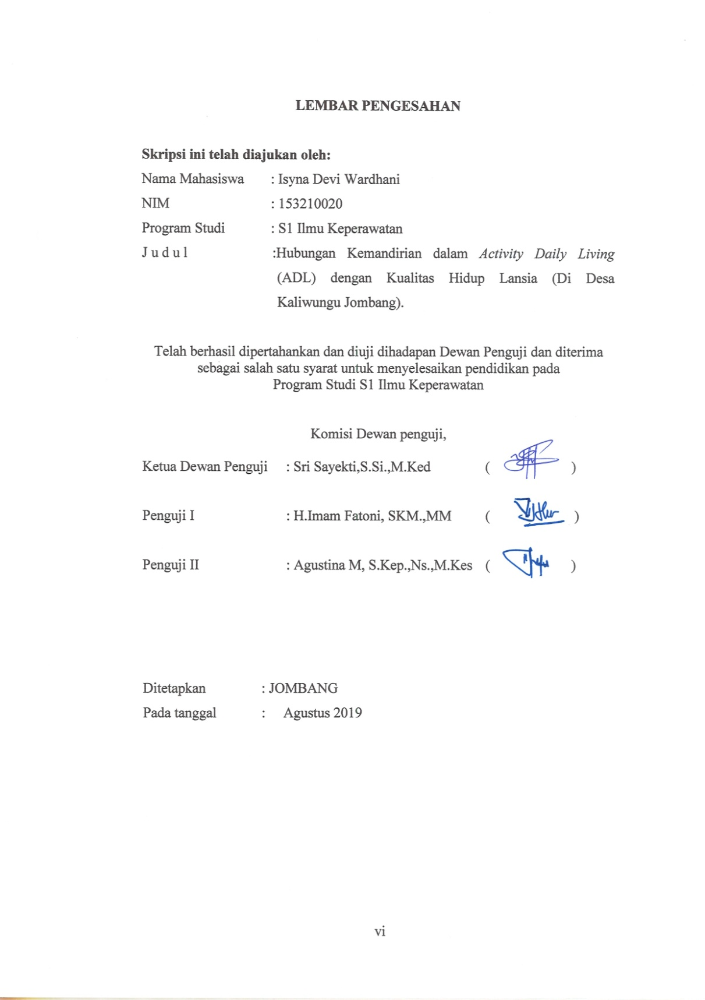 LEMBAR PENGESAHAN
Skripsi ini telah diajukan oleh:
Nama Mahasiswa : Isyna Devi Wardhani
NIM : 153210020
Program Studi : S1 Ilmu Keperawatan
J u d u l :Hubungan Kemandirian dalam Activity Daily Living
(ADL) dengan Kualitas Hidup Lansia (Di Desa
Kaliwungu Jombang).
Telah berhasil dipertahankan dan diuji dihadapan Dewan Penguji dan diterima
sebagai salah satu syarat untuk menyelesaikan pendidikan pada
Program Studi S1 Ilmu Keperawatan
Komisi Dewan penguji,
Ketua Dewan Penguji : Sri Sayekti,S.Si.,M.Ked ( )
Penguji I : H.Imam Fatoni, SKM.,MM ( )
Penguji II : Agustina M, S.Kep.,Ns.,M.Kes ( )
Ditetapkan : JOMBANG
Pada tanggal : Agustus 2019
vi